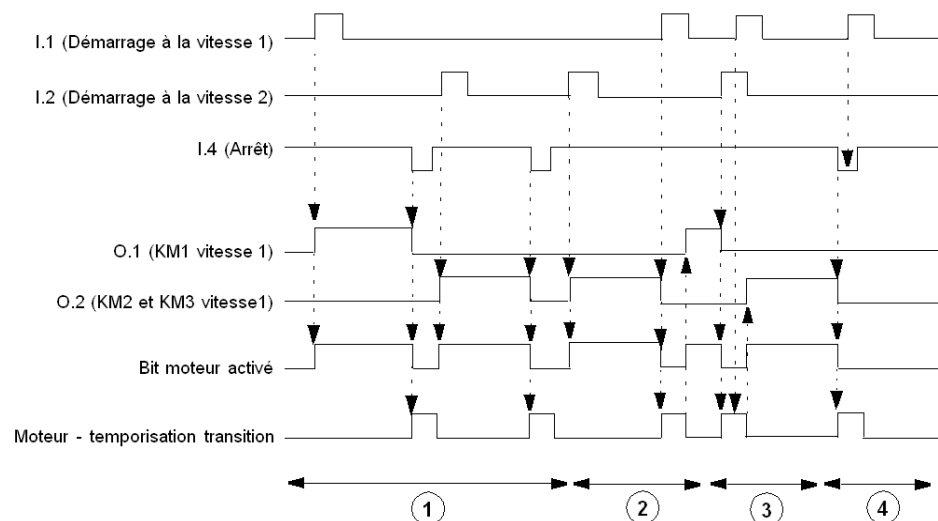 I.1 (Démarrage à la vitesse 1)
I.2 (Démarrage à la vitesse 2)
I.4 (Arrêt)
O.1 (KM1 vitesse 1)
O.2 (KM2 et KM3 vitesse1)
Bit moteur activé
Moteur - temporisation transition
1 2 3 4